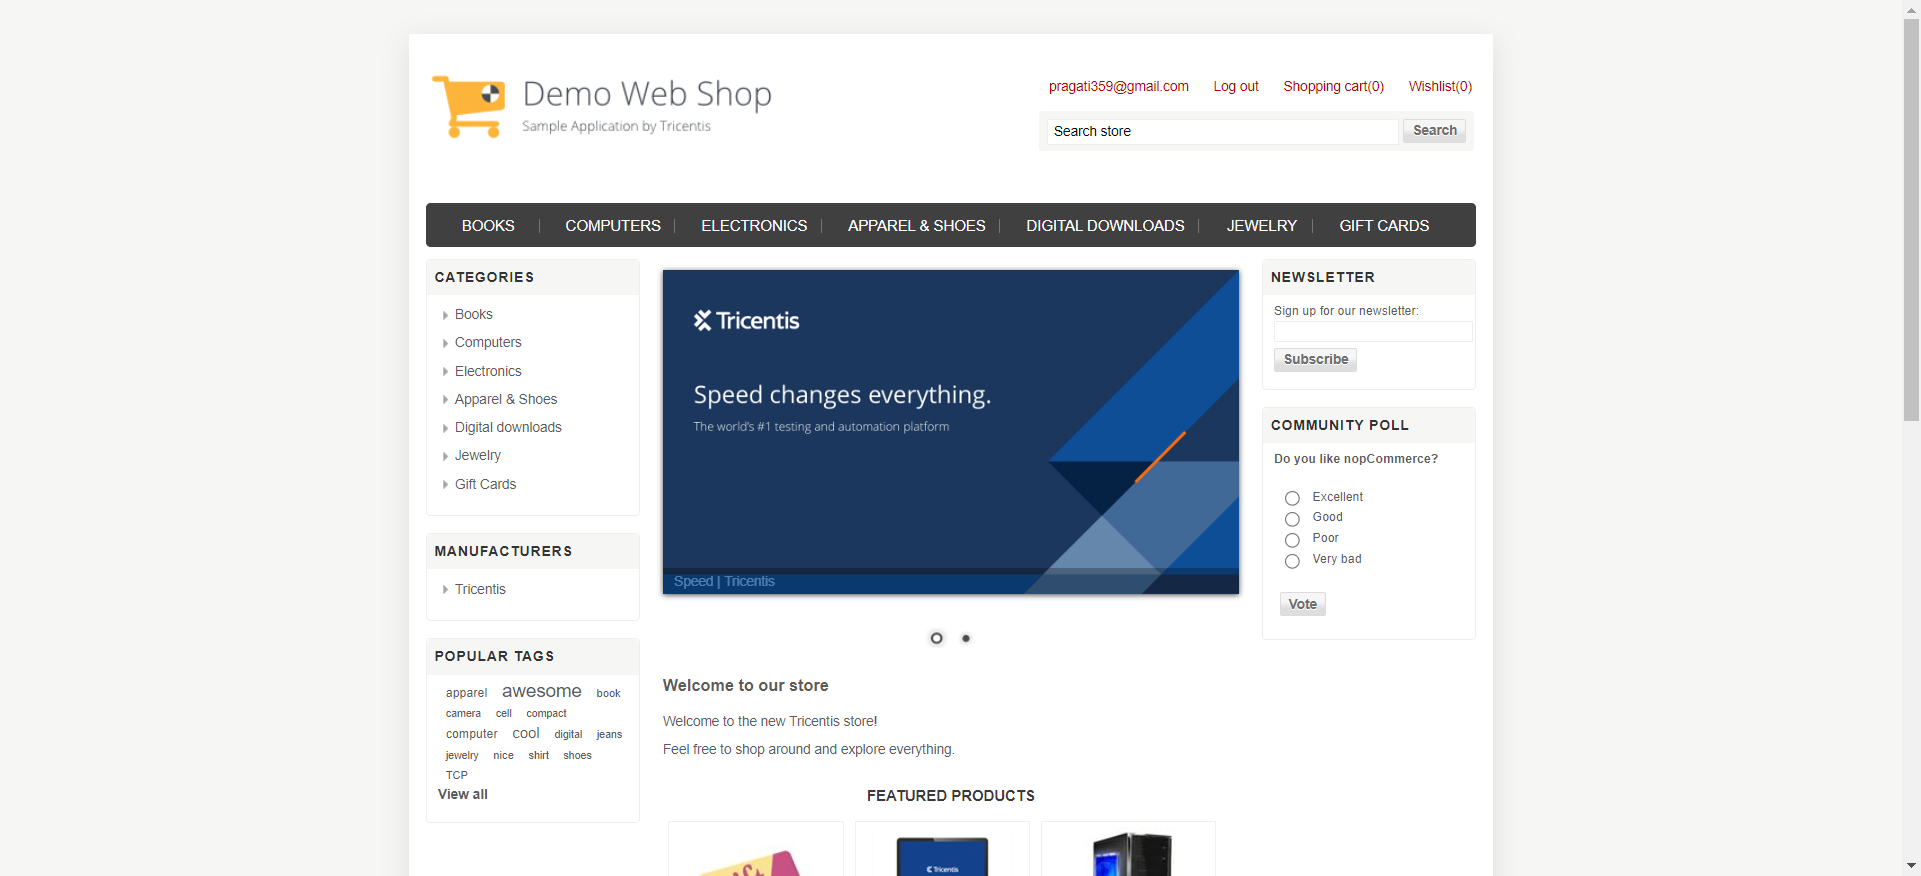 Demo Web Shop
Sample Application by Tricentis
pragati359@gmail.com Log out Shopping cart(0) Wishlist(0)
Search store Search
BOOKS COMPUTERS ELECTRONICS APPAREL & SHOES DIGITAL DOWNLOADS JEWELRY GIFT CARDS
CATEGORIES
Books
Computers
Electronics
Apparel & Shoes
Digital downloads
Jewelry
Gift Cards
MANUFACTURERS
Tricentis
POPULAR TAGS
apparel awesome book
camera cell compact
computer cool digital jeans
jewelry nice shirt shoes
TCP
View all
Tricentis
Speed changes everything.
The world's #1 testing and automation platform
Speed | Tricentis
Welcome to our store
Welcome to the new Tricentis store!
Feel free to shop around and explore everything.
FEATURED PRODUCTS
Tricentis
NEWSLETTER
Sign up for our newsletter:
Subscribe
COMMUNITY POLL
Do you like nopCommerce?
Excellent
Good
Poor
Very bad
Vote